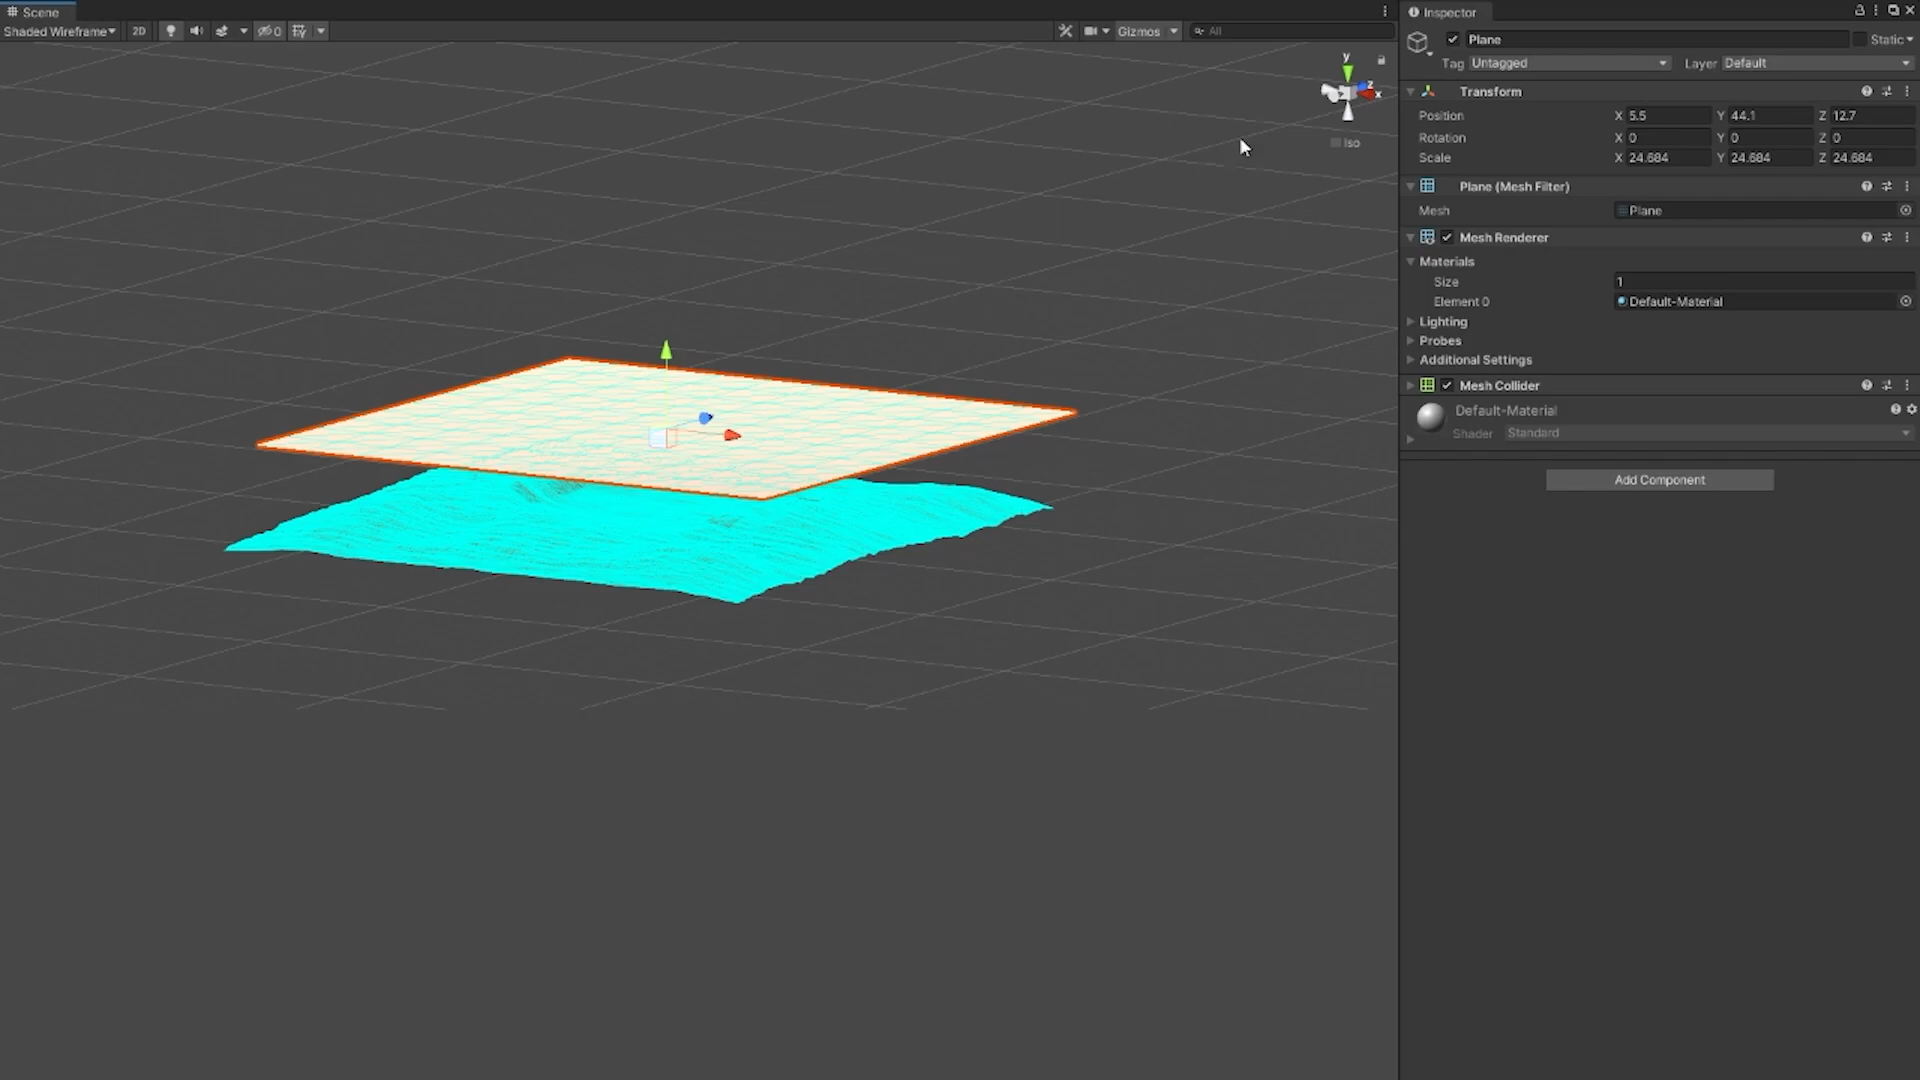 Scene
Shaded Wireframe 2D 0 Gizmos All
y
z
x
Iso
Inspector
Plane Static
Tag Untagged Layer Default
Transform
Position X 5.5 Y 44.1 Z 12.7
Rotation X 0 Y 0 Z 0
Scale X 24.684 Y 24.684 Z 24.684
Plane (Mesh Filter)
Mesh Plane
Mesh Renderer
Materials
Size 1
Element 0 Default-Material
Lighting
Probes
Additional Settings
Mesh Collider
Default-Material
Shader Standard
Add Component